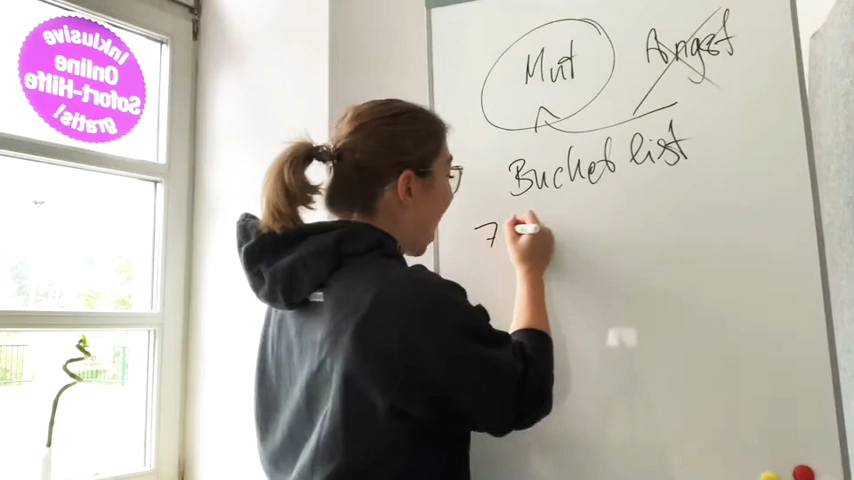 Inklusive
Online
Sofort-Hilfe
gratis!
Mut
Angst
Bucket list
7